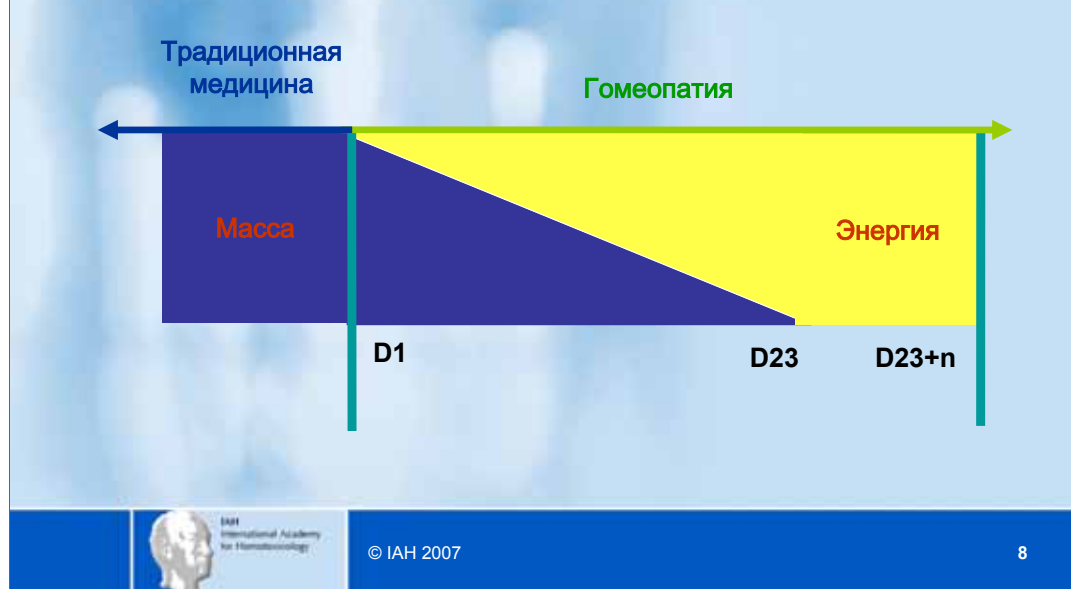 Традиционная
медицина
Гомеопатия
Масса
Энергия
D1
D23
D23+n
IAH
International Academy
for Homotoxicology
© IAH 2007
8